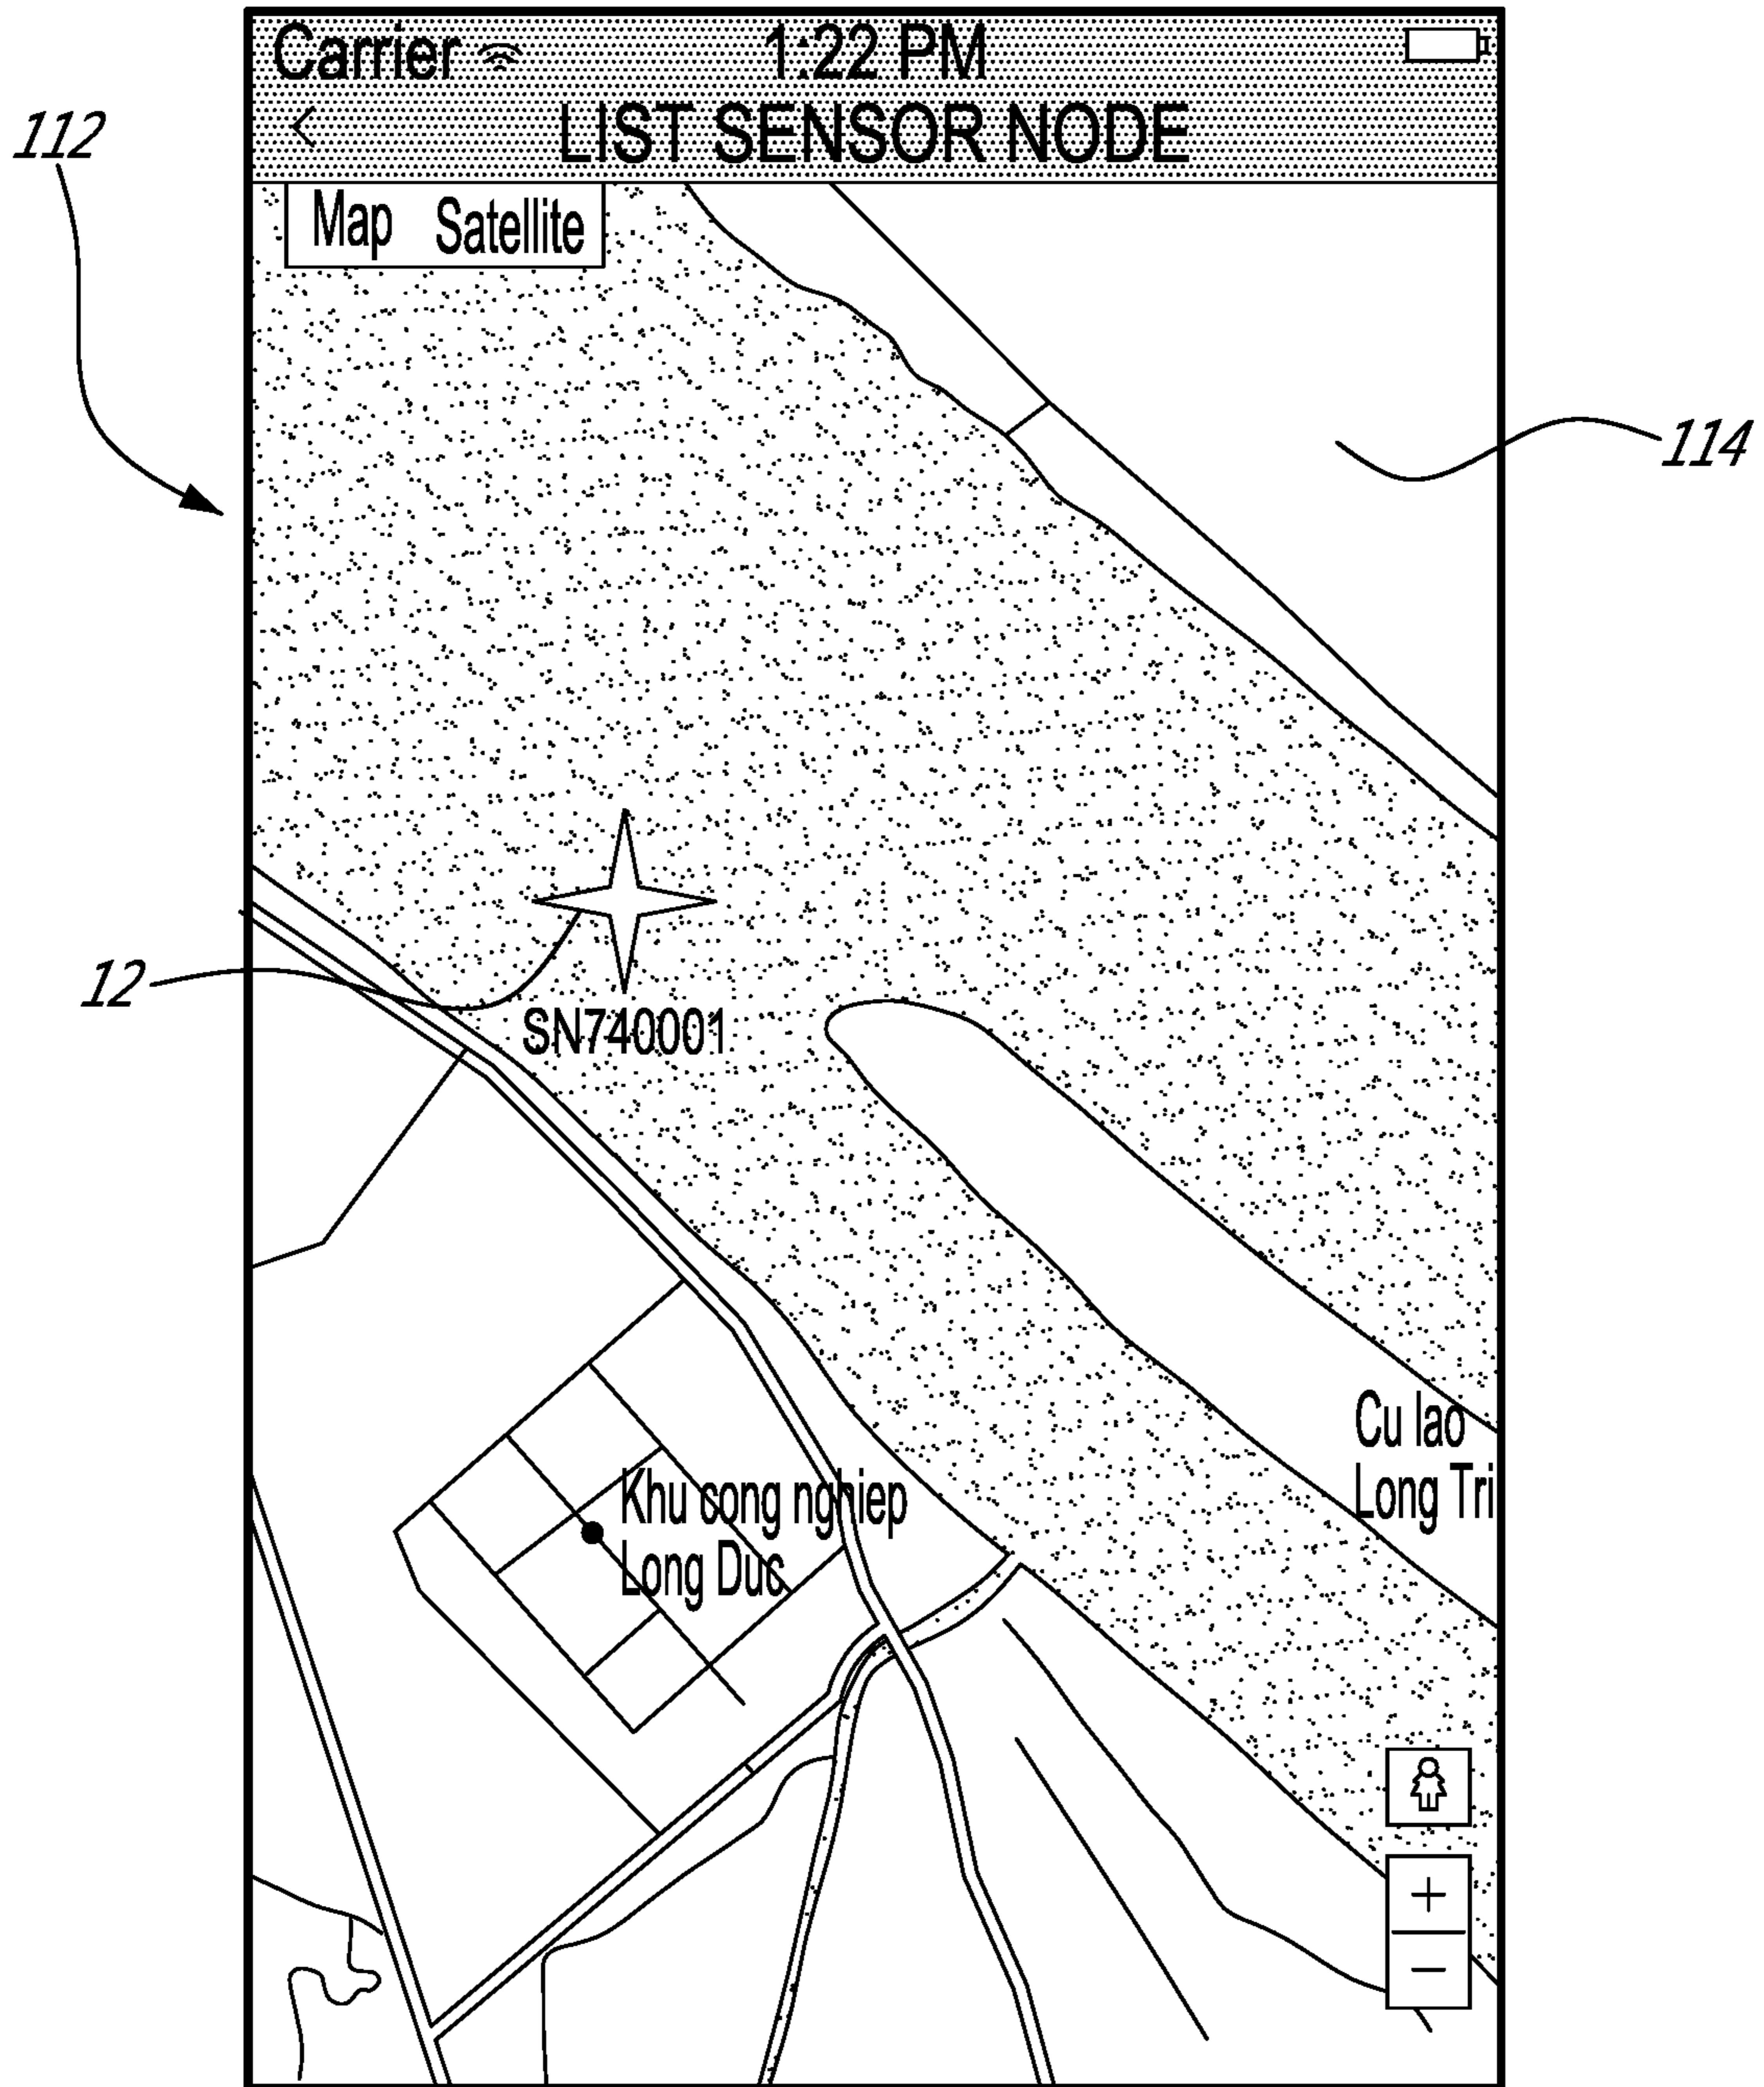 Carrier 1:22 PM
< LIST SENSOR NODE
112
Map Satellite
114
12
SN740001
Cu lao
Long Tri
Khu cong nghiep
Long Duc
+
−